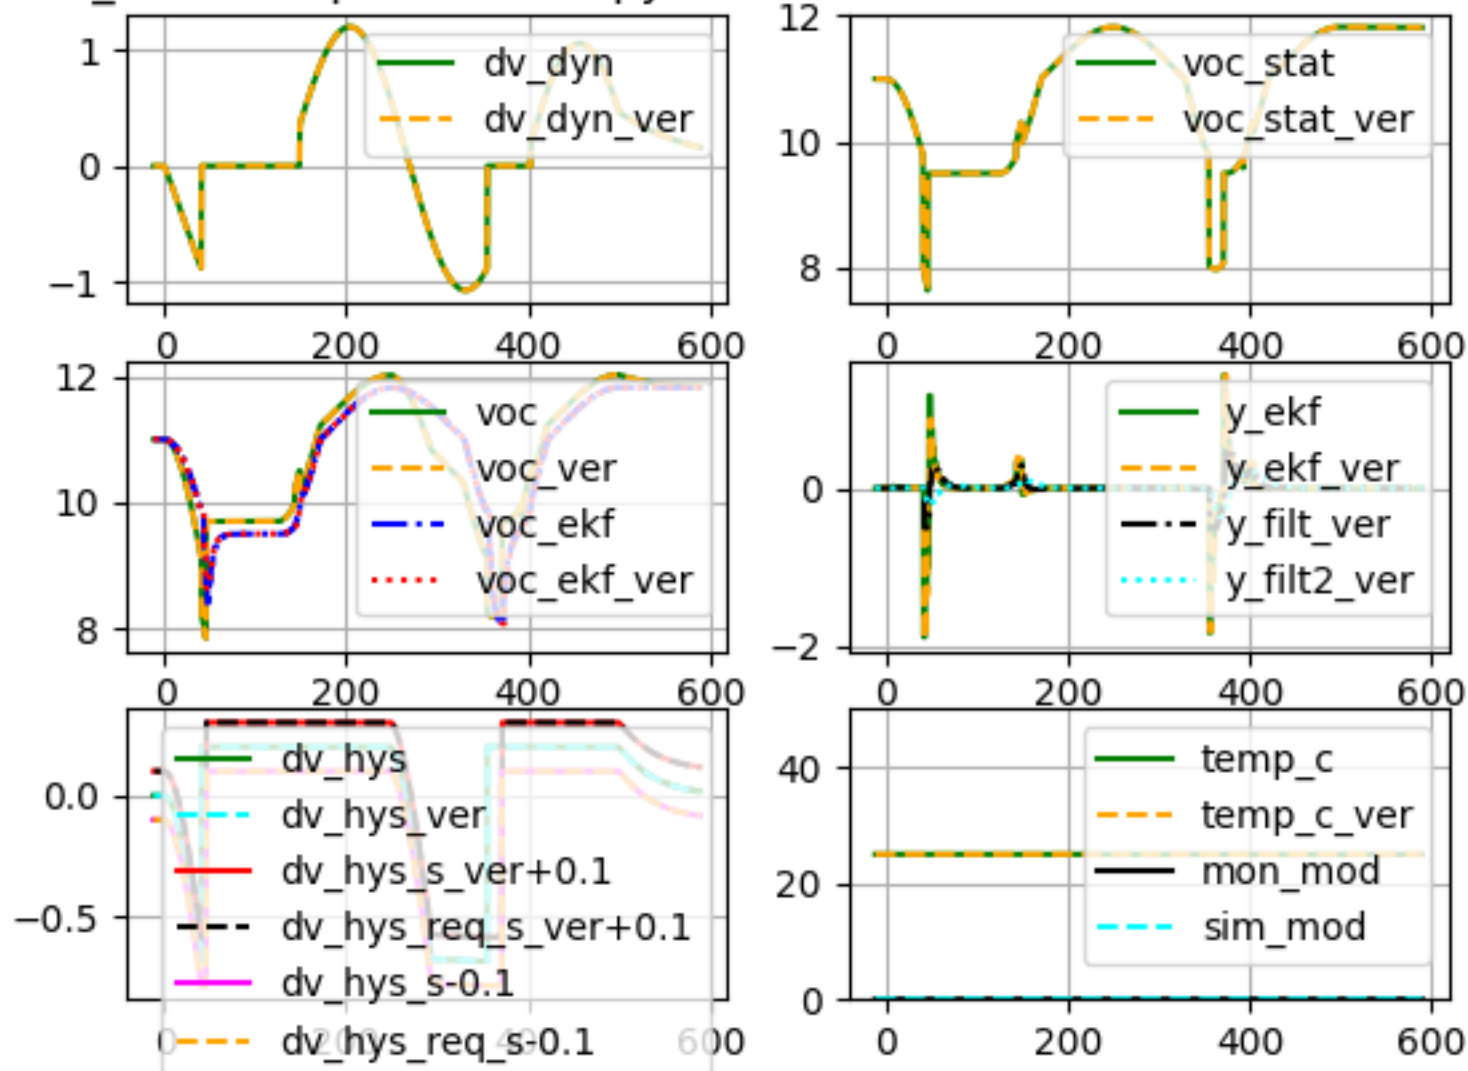 1
0
−1
dv_dyn
dv_dyn_ver
0 200 400 600
12
10
8
voc_stat
voc_stat_ver
0 200 400 600
12
10
8
voc
voc_ver
voc_ekf
voc_ekf_ver
0 200 400 600
0
−2
y_ekf
y_ekf_ver
y_filt_ver
y_filt2_ver
0 200 400 600
0.0
−0.5
dv_hys
dv_hys_ver
dv_hys_s_ver+0.1
dv_hys_req_s_ver+0.1
dv_hys_s-0.1
dv_hys_req_s-0.1
0 200 400 600
40
20
0
temp_c
temp_c_ver
mon_mod
sim_mod
0 200 400 600